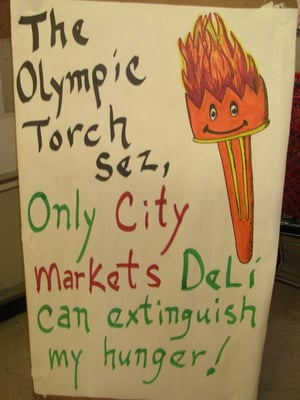 The
Olympic
Torch
sez,
Only City
Markets Deli
can extinguish
my hunger!